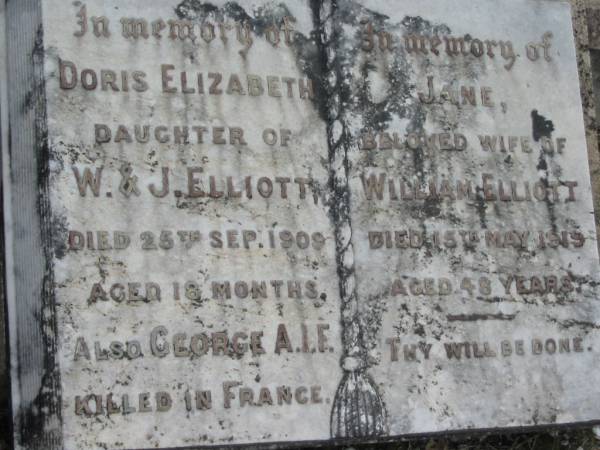 In memory of
DORIS ELIZABETH
DAUGHTER OF
W. & J. ELLIOTT,
DIED 25TH SEP. 1909
AGED 18 MONTHS.
ALSO GEORGE A.I.F.
KILLED IN FRANCE.
In memory of
JANE,
BELOVED WIFE OF
WILLIAM ELLIOTT
DIED 15TH MAY 1919
AGED 48 YEARS.
THY WILL BE DONE.